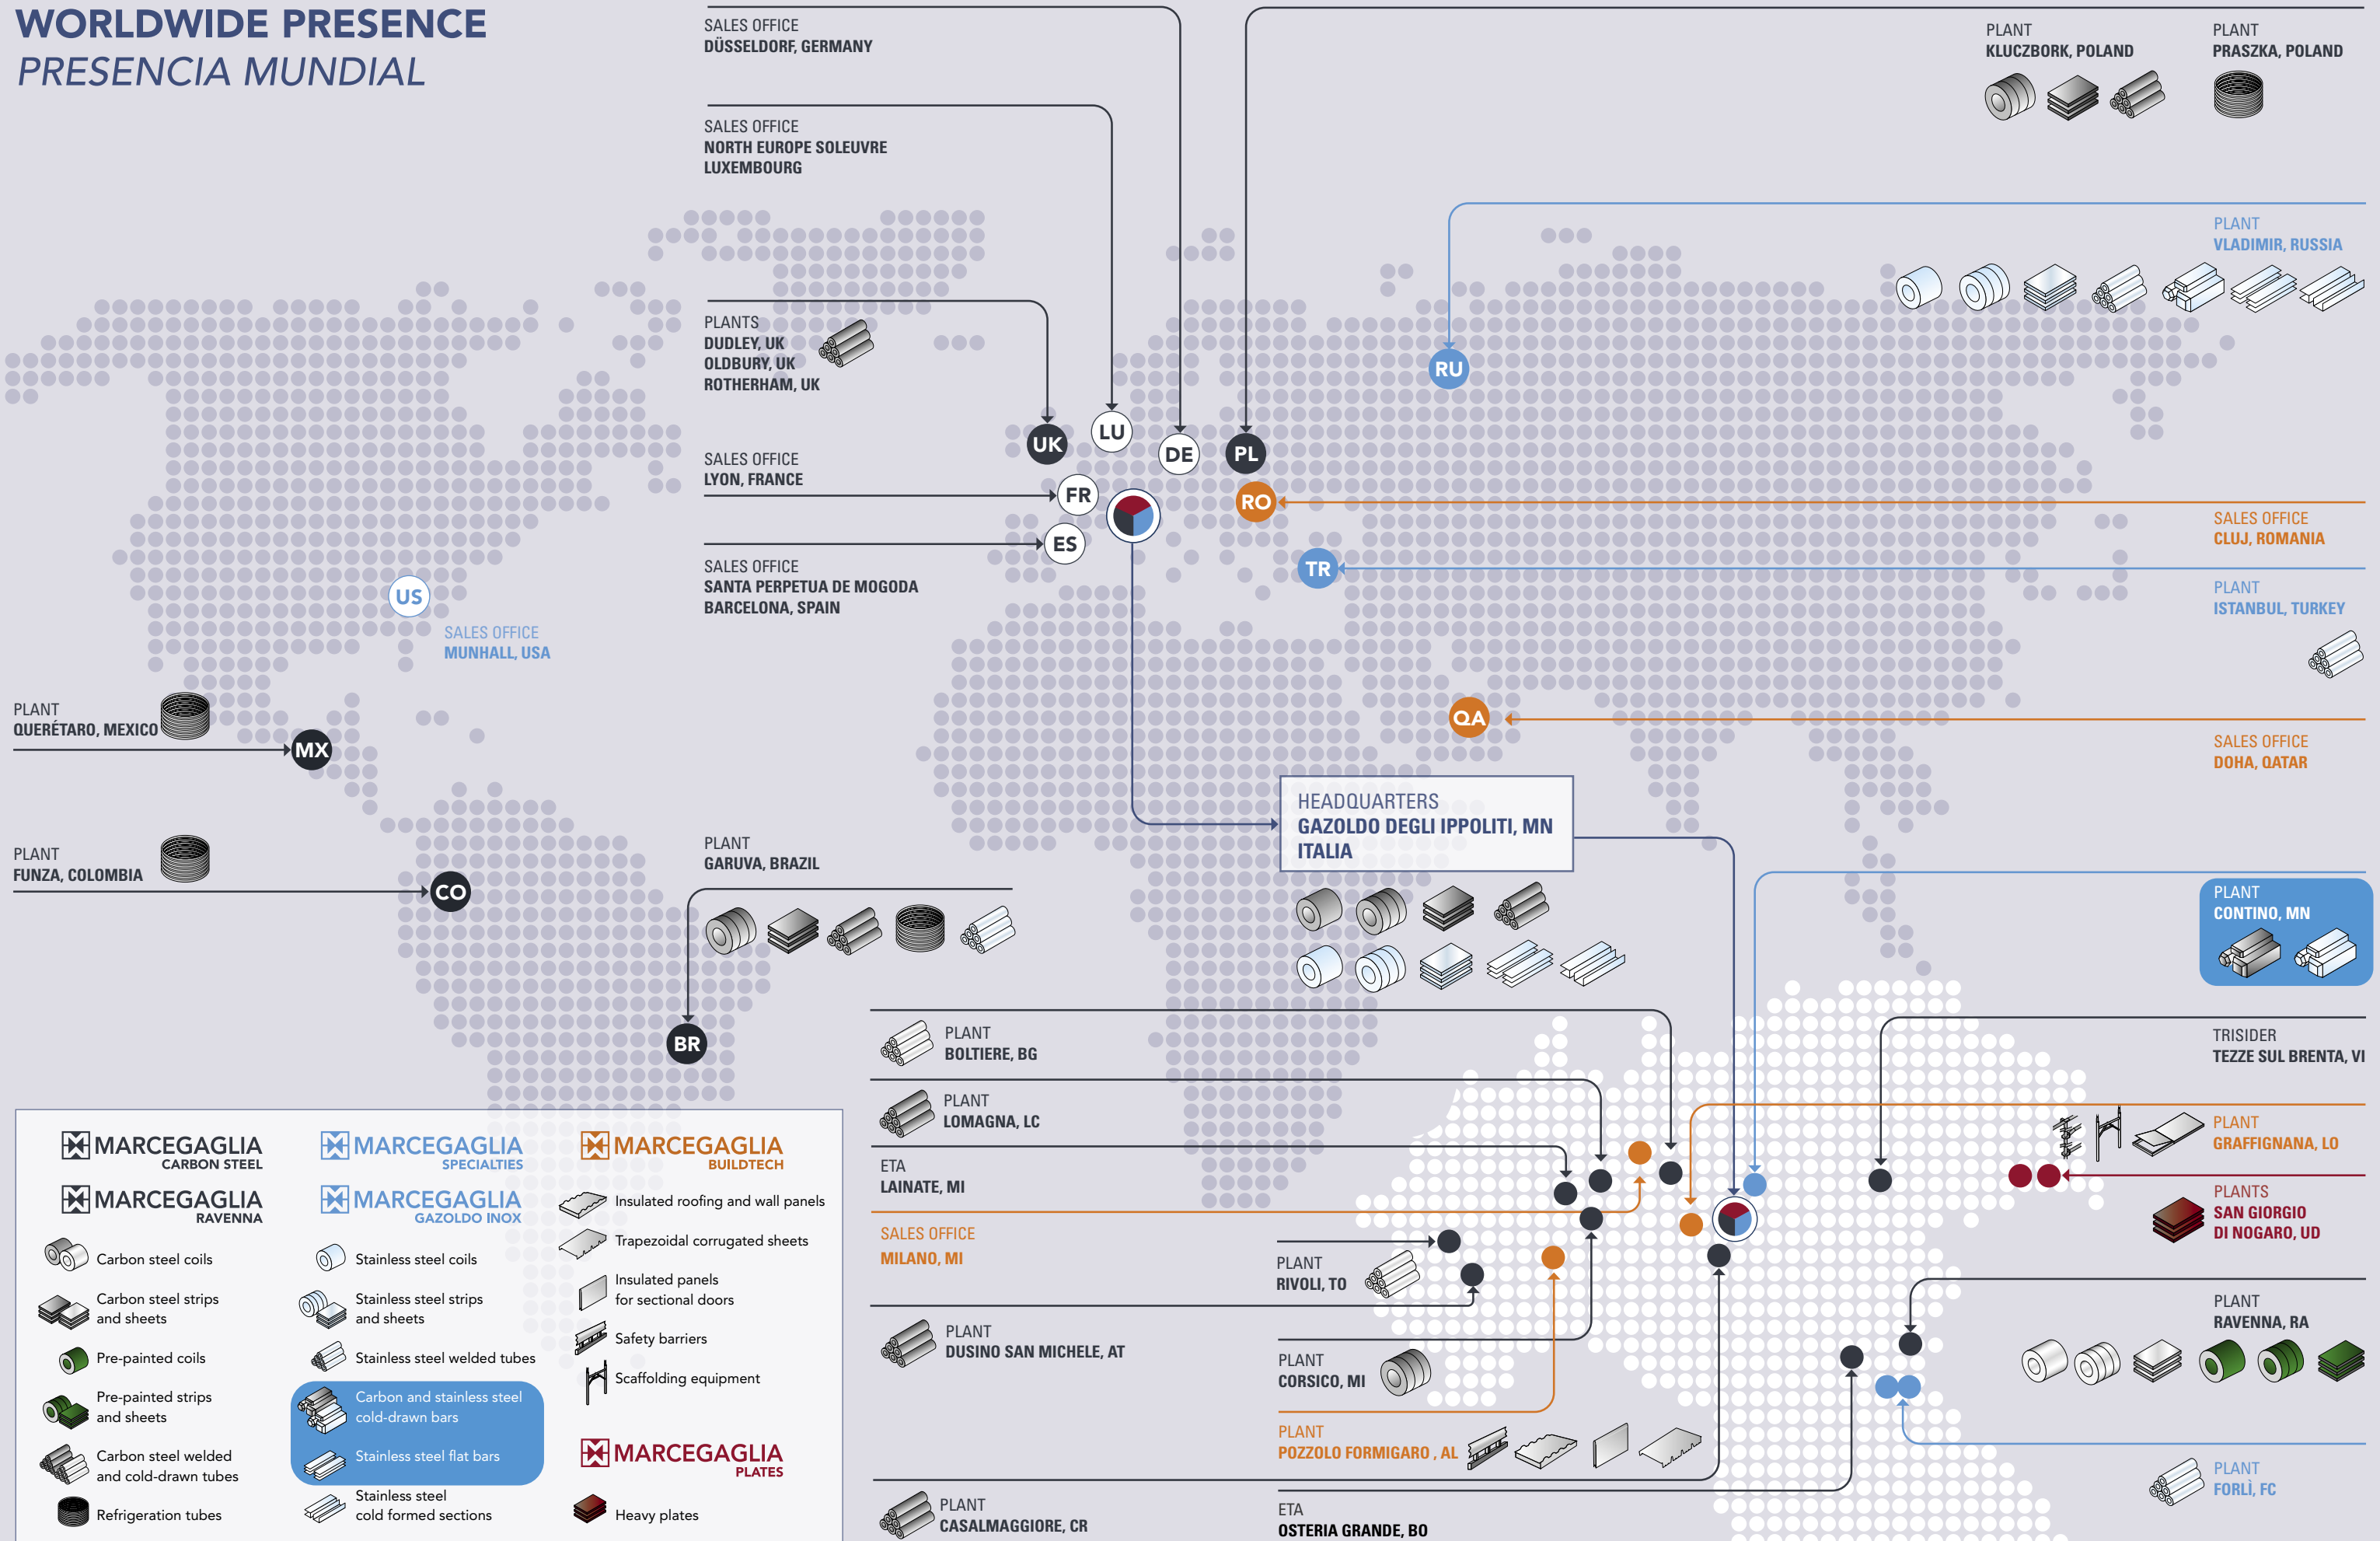 WORLDWIDE PRESENCE
PRESENCIA MUNDIAL
SALES OFFICE
DÜSSELDORF, GERMANY
SALES OFFICE
NORTH EUROPE SOLEUVRE
LUXEMBOURG
PLANTS
DUDLEY, UK
OLDBURY, UK
ROTHERHAM, UK
SALES OFFICE
LYON, FRANCE
SALES OFFICE
SANTA PERPETUA DE MOGODA
BARCELONA, SPAIN
PLANT
KLUCZBORK, POLAND
PLANT
PRASZKA, POLAND
PLANT
VLADIMIR, RUSSIA
RU
UK
LU
DE
PL
FR
RO
ES
TR
US
QA
MX
CO
BR
SALES OFFICE
CLUJ, ROMANIA
PLANT
ISTANBUL, TURKEY
SALES OFFICE
DOHA, QATAR
SALES OFFICE
MUNHALL, USA
PLANT
QUERÉTARO, MEXICO
PLANT
FUNZA, COLOMBIA
PLANT
GARUVA, BRAZIL
HEADQUARTERS
GAZOLDO DEGLI IPPOLITI, MN
ITALIA
PLANT
CONTINO, MN
TRISIDER
TEZZE SUL BRENTA, VI
PLANT
GRAFFIGNANA, LO
PLANTS
SAN GIORGIO
DI NOGARO, UD
PLANT
RAVENNA, RA
PLANT
FORLÌ, FC
PLANT
BOLTIERE, BG
PLANT
LOMAGNA, LC
ETA
LAINATE, MI
SALES OFFICE
MILANO, MI
PLANT
RIVOLI, TO
PLANT
DUSINO SAN MICHELE, AT
PLANT
CORSICO, MI
PLANT
POZZOLO FORMIGARO , AL
PLANT
CASALMAGGIORE, CR
ETA
OSTERIA GRANDE, BO
MARCEGAGLIA
CARBON STEEL
MARCEGAGLIA
RAVENNA
Carbon steel coils
Carbon steel strips
and sheets
Pre-painted coils
Pre-painted strips
and sheets
Carbon steel welded
and cold-drawn tubes
Refrigeration tubes
MARCEGAGLIA
SPECIALTIES
MARCEGAGLIA
GAZOLDO INOX
Stainless steel coils
Stainless steel strips
and sheets
Stainless steel welded tubes
Carbon and stainless steel
cold-drawn bars
Stainless steel flat bars
Stainless steel
cold formed sections
MARCEGAGLIA
BUILDTECH
Insulated roofing and wall panels
Trapezoidal corrugated sheets
Insulated panels
for sectional doors
Safety barriers
Scaffolding equipment
MARCEGAGLIA
PLATES
Heavy plates